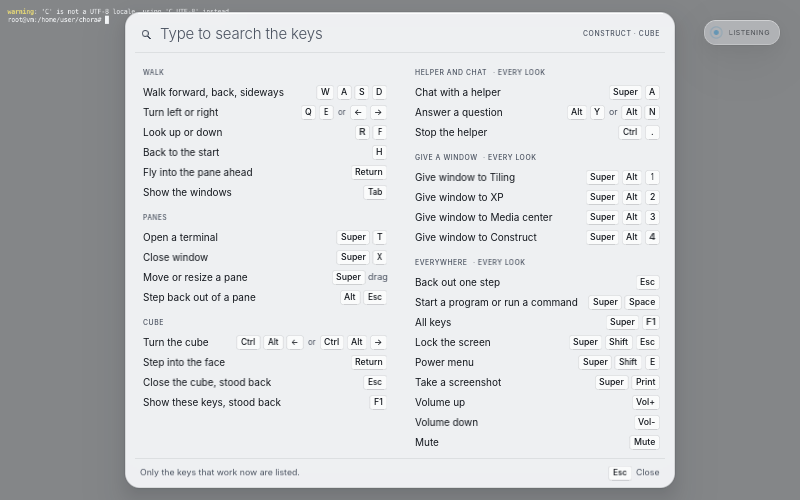 warning: 'C' is not a UTF-8 locale, using 'C.UTF-8' instead
root@vm:/home/user/chora#
Type to search the keys
CONSTRUCT · CUBE
LISTENING
WALK
Walk forward, back, sideways W A S D
Turn left or right Q E or ← →
Look up or down R F
Back to the start H
Fly into the pane ahead Return
Show the windows Tab
PANES
Open a terminal Super T
Close window Super X
Move or resize a pane Super drag
Step back out of a pane Alt Esc
CUBE
Turn the cube Ctrl Alt ← or Ctrl Alt →
Step into the face Return
Close the cube, stood back Esc
Show these keys, stood back F1
HELPER AND CHAT · EVERY LOOK
Chat with a helper Super A
Answer a question Alt Y or Alt N
Stop the helper Ctrl .
GIVE A WINDOW · EVERY LOOK
Give window to Tiling Super Alt 1
Give window to XP Super Alt 2
Give window to Media center Super Alt 3
Give window to Construct Super Alt 4
EVERYWHERE · EVERY LOOK
Back out one step Esc
Start a program or run a command Super Space
All keys Super F1
Lock the screen Super Shift Esc
Power menu Super Shift E
Take a screenshot Super Print
Volume up Vol+
Volume down Vol-
Mute Mute
Only the keys that work now are listed.
Esc Close